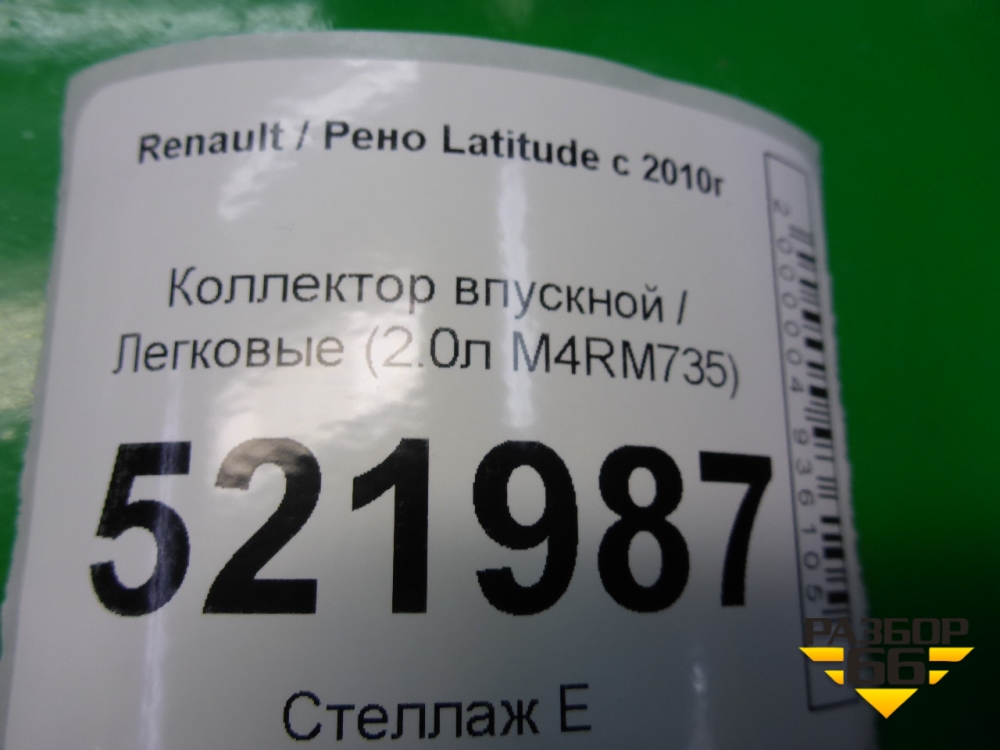 Renault / Рено Latitude с 2010г
Коллектор впускной /
Легковые (2.0л M4RM735)
521987
Стеллаж Е
2000004936105
РАЗБОР
66